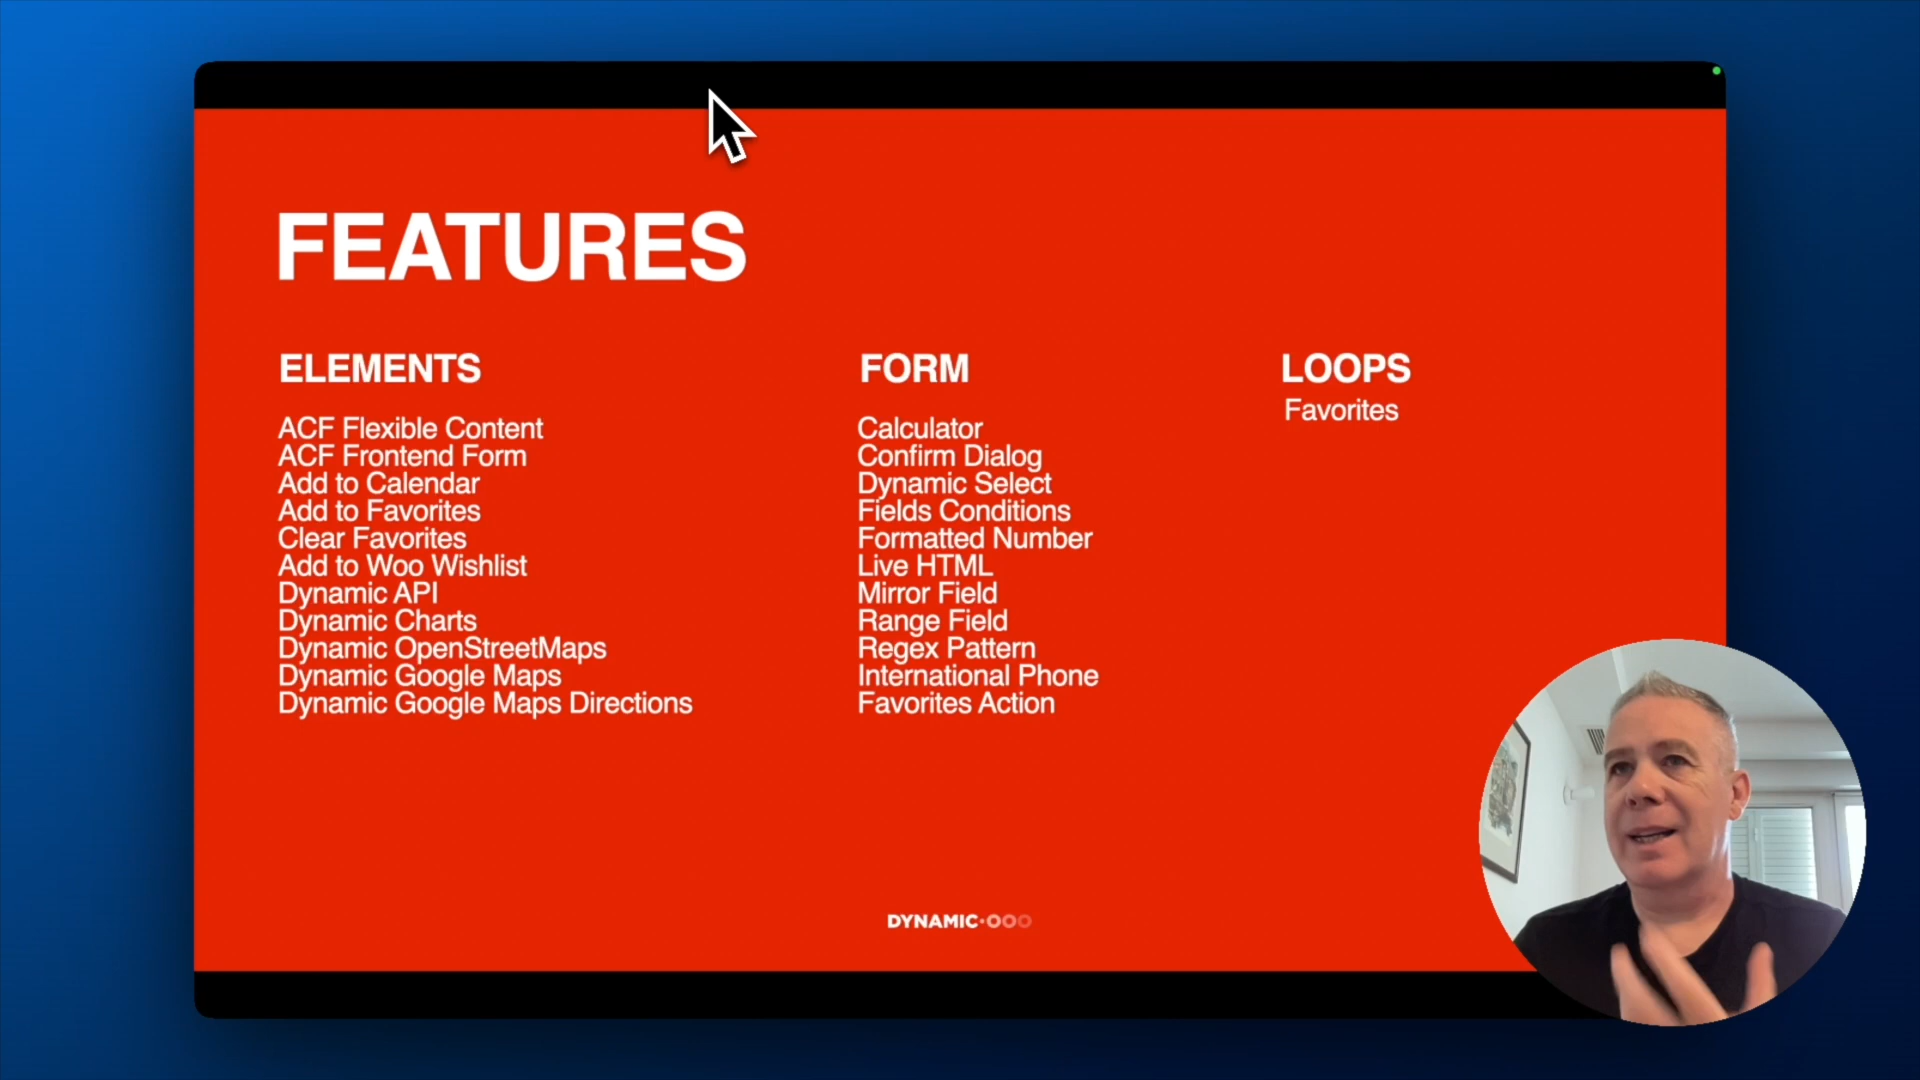 FEATURES
ELEMENTS
ACF Flexible Content
ACF Frontend Form
Add to Calendar
Add to Favorites
Clear Favorites
Add to Woo Wishlist
Dynamic API
Dynamic Charts
Dynamic OpenStreetMaps
Dynamic Google Maps
Dynamic Google Maps Directions
FORM
Calculator
Confirm Dialog
Dynamic Select
Fields Conditions
Formatted Number
Live HTML
Mirror Field
Range Field
Regex Pattern
International Phone
Favorites Action
LOOPS
Favorites
DYNAMIC·OOO